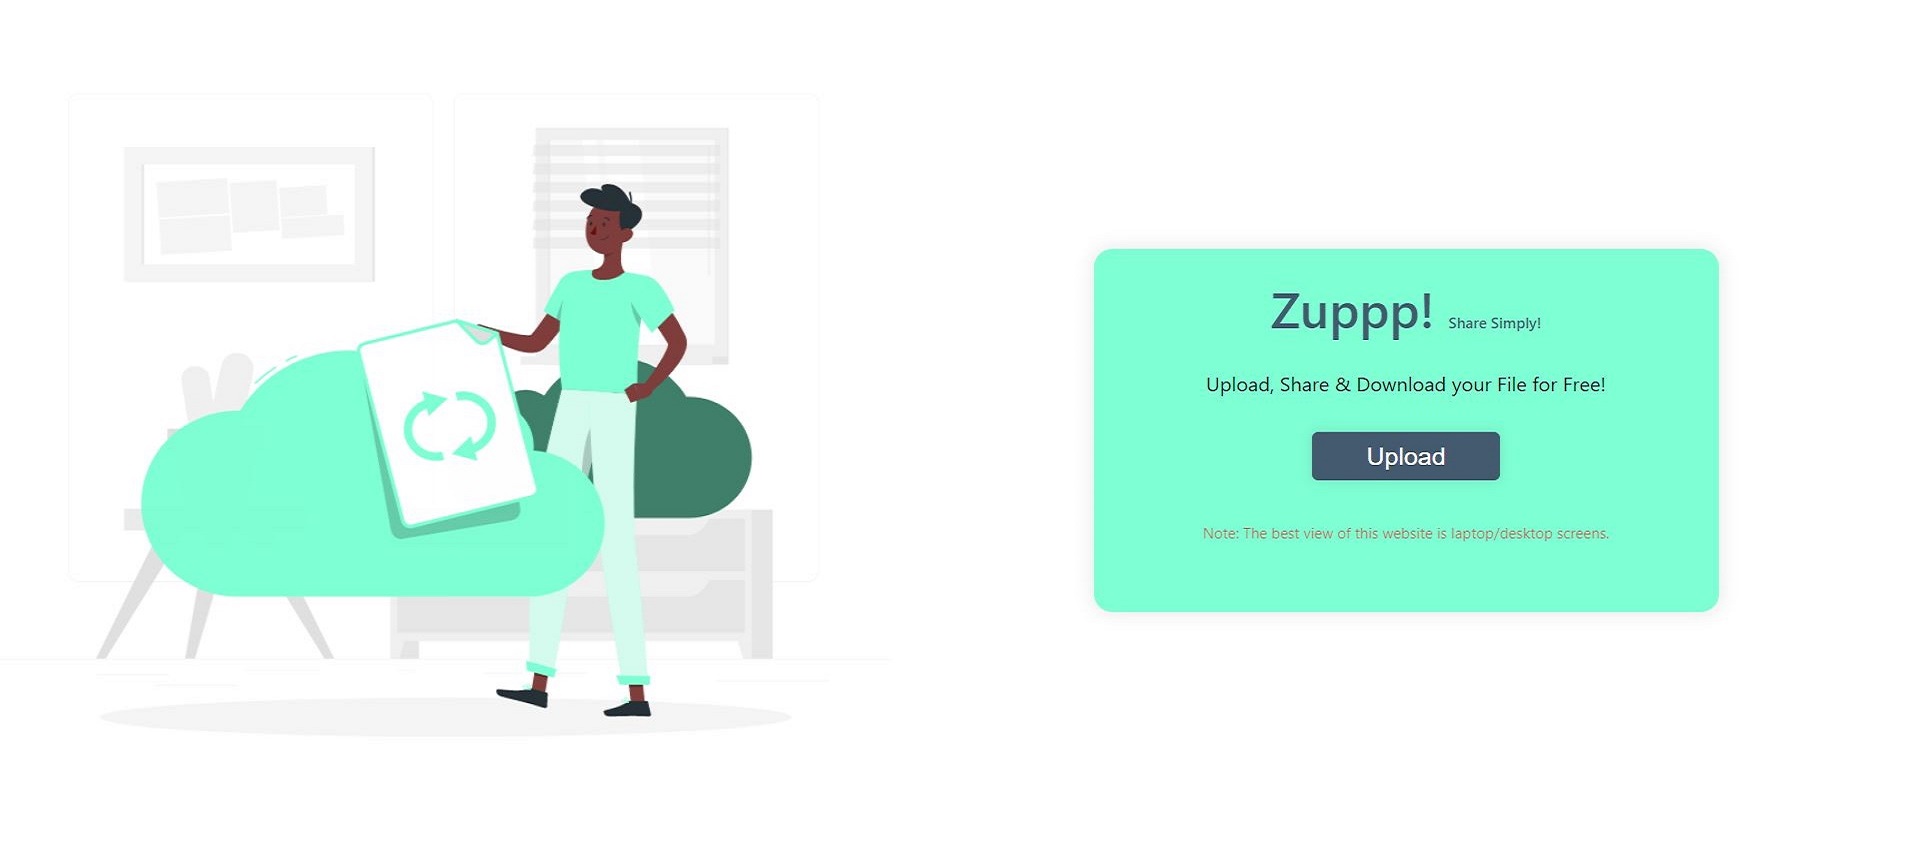 Zuppp! Share Simply!
Upload, Share & Download your File for Free!
Upload
Note: The best view of this website is laptop/desktop screens.